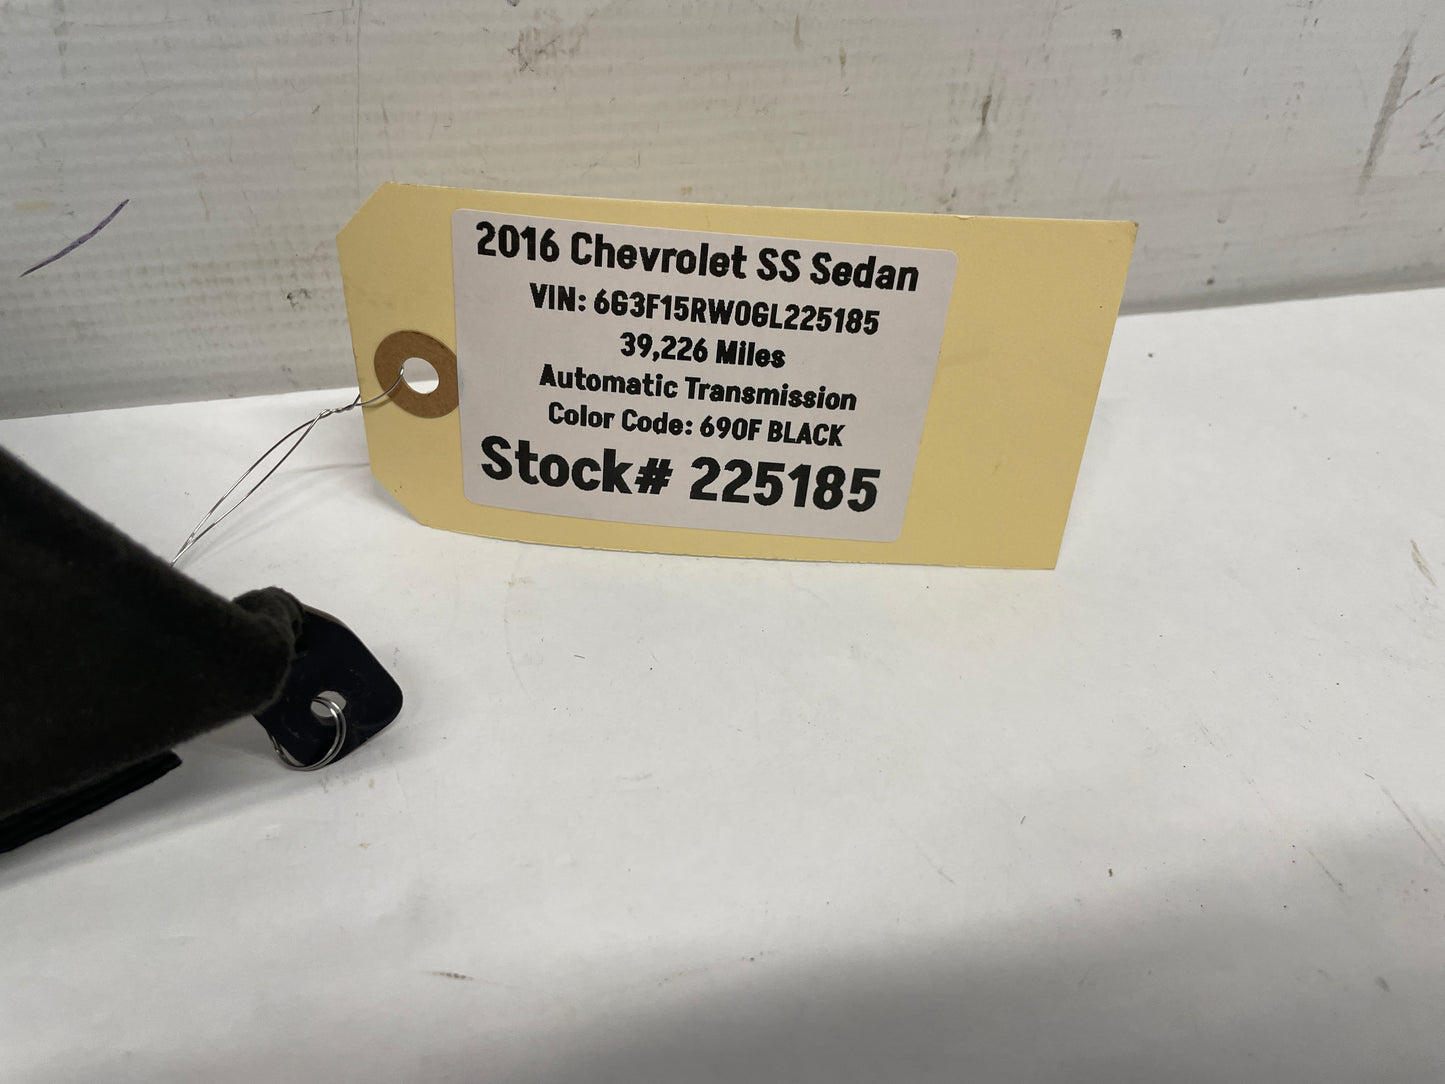 2016 Chevrolet SS Sedan
VIN: 6G3F15RW0GL225185
39,226 Miles
Automatic Transmission
Color Code: 690F BLACK
Stock# 225185